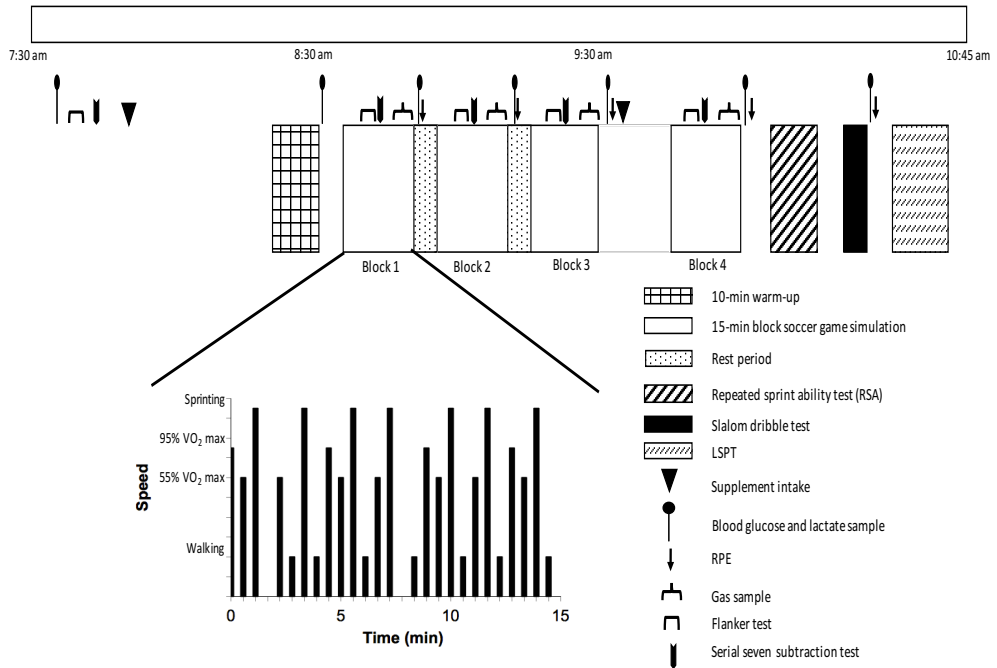 7:30 am 8:30 am 9:30 am 10:45 am
Block 1 Block 2 Block 3 Block 4
10-min warm-up
15-min block soccer game simulation
Rest period
Repeated sprint ability test (RSA)
Slalom dribble test
LSPT
Supplement intake
Blood glucose and lactate sample
RPE
Gas sample
Flanker test
Serial seven subtraction test
Speed
Sprinting
95% VO2 max
55% VO2 max
Walking
0 5 10 15
Time (min)